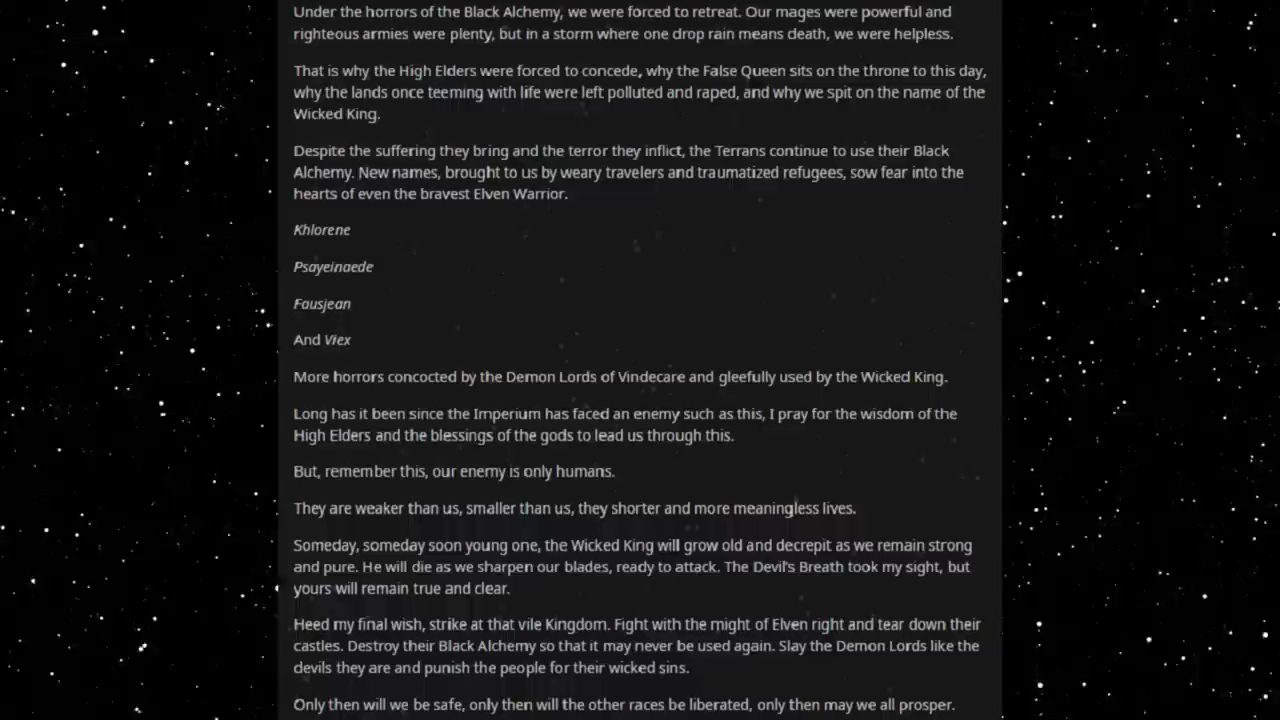 Under the horrors of the Black Alchemy, we were forced to retreat. Our mages were powerful and
righteous armies were plenty, but in a storm where one drop rain means death, we were helpless.
That is why the High Elders were forced to concede, why the False Queen sits on the throne to this day,
why the lands once teeming with life were left polluted and raped, and why we spit on the name of the
Wicked King.
Despite the suffering they bring and the terror they inflict, the Terrans continue to use their Black
Alchemy. New names, brought to us by weary travelers and traumatized refugees, sow fear into the
hearts of even the bravest Elven Warrior.
Khlorene
Psayeinaede
Fausjean
And Viex
More horrors concocted by the Demon Lords of Vindecare and gleefully used by the Wicked King.
Long has it been since the Imperium has faced an enemy such as this, I pray for the wisdom of the
High Elders and the blessings of the gods to lead us through this.
But, remember this, our enemy is only humans.
They are weaker than us, smaller than us, they shorter and more meaningless lives.
Someday, someday soon young one, the Wicked King will grow old and decrepit as we remain strong
and pure. He will die as we sharpen our blades, ready to attack. The Devil's Breath took my sight, but
yours will remain true and clear.
Heed my final wish, strike at that vile Kingdom. Fight with the might of Elven right and tear down their
castles. Destroy their Black Alchemy so that it may never be used again. Slay the Demon Lords like the
devils they are and punish the people for their wicked sins.
Only then will we be safe, only then will the other races be liberated, only then may we all prosper.